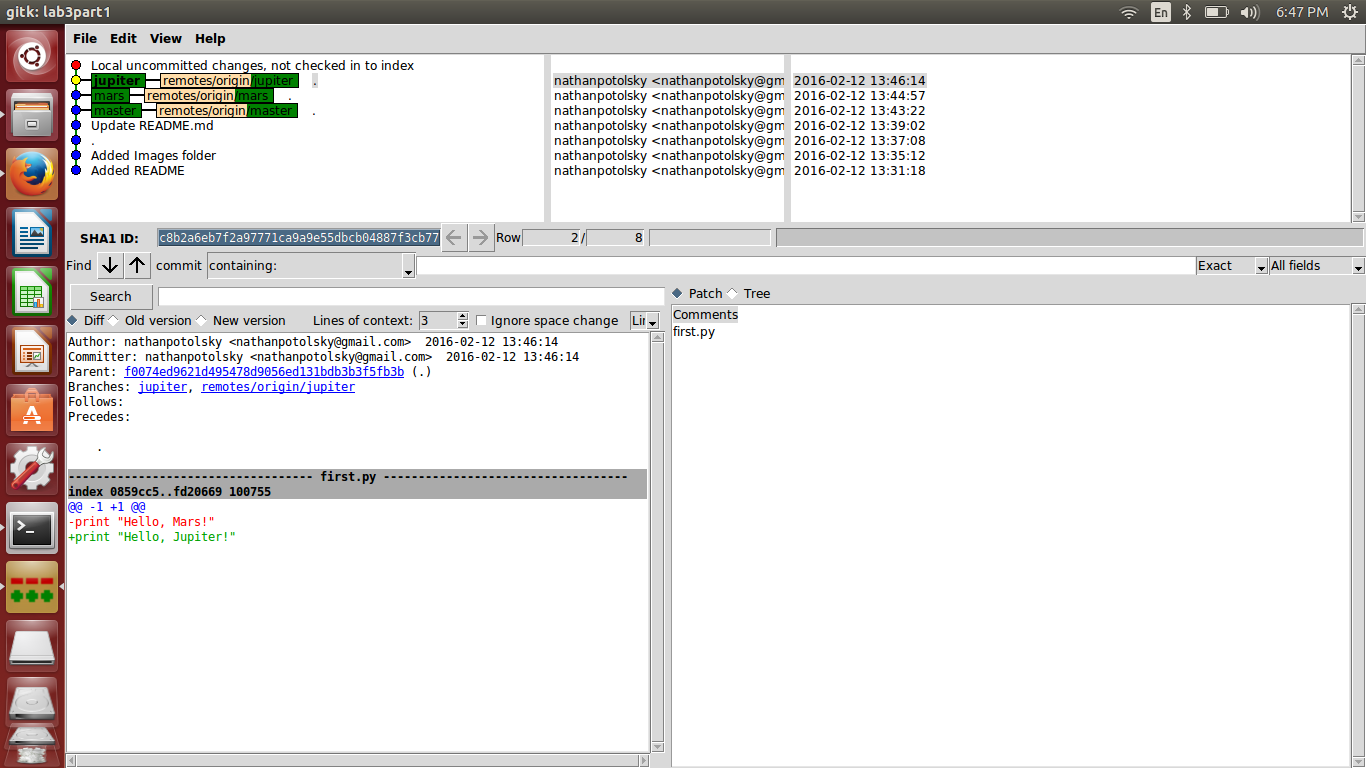 gitk: lab3part1
En
6:47 PM
File Edit View Help
Local uncommitted changes, not checked in to index
jupiter remotes/origin/jupiter . nathanpotolsky <nathanpotolsky@gm 2016-02-12 13:46:14
mars remotes/origin/mars . nathanpotolsky <nathanpotolsky@gm 2016-02-12 13:44:57
master remotes/origin/master . nathanpotolsky <nathanpotolsky@gm 2016-02-12 13:43:22
Update README.md nathanpotolsky <nathanpotolsky@gm 2016-02-12 13:39:02
. nathanpotolsky <nathanpotolsky@gm 2016-02-12 13:37:08
Added Images folder nathanpotolsky <nathanpotolsky@gm 2016-02-12 13:35:12
Added README nathanpotolsky <nathanpotolsky@gm 2016-02-12 13:31:18
SHA1 ID: c8b2a6eb7f2a97771ca9a9e55dbcb04887f3cb77 Row 2 / 8
Find commit containing: Exact All fields
Search
Patch Tree
Diff Old version New version Lines of context: 3 Ignore space change Lir
Comments
first.py
Author: nathanpotolsky <nathanpotolsky@gmail.com> 2016-02-12 13:46:14
Committer: nathanpotolsky <nathanpotolsky@gmail.com> 2016-02-12 13:46:14
Parent: f0074ed9621d495478d9056ed131bdb3b3f5fb3b (.)
Branches: jupiter, remotes/origin/jupiter
Follows:
Precedes:
.
----------------------------------- first.py -----------------------------------
index 0859cc5..fd20669 100755
@@ -1 +1 @@
-print "Hello, Mars!"
+print "Hello, Jupiter!"